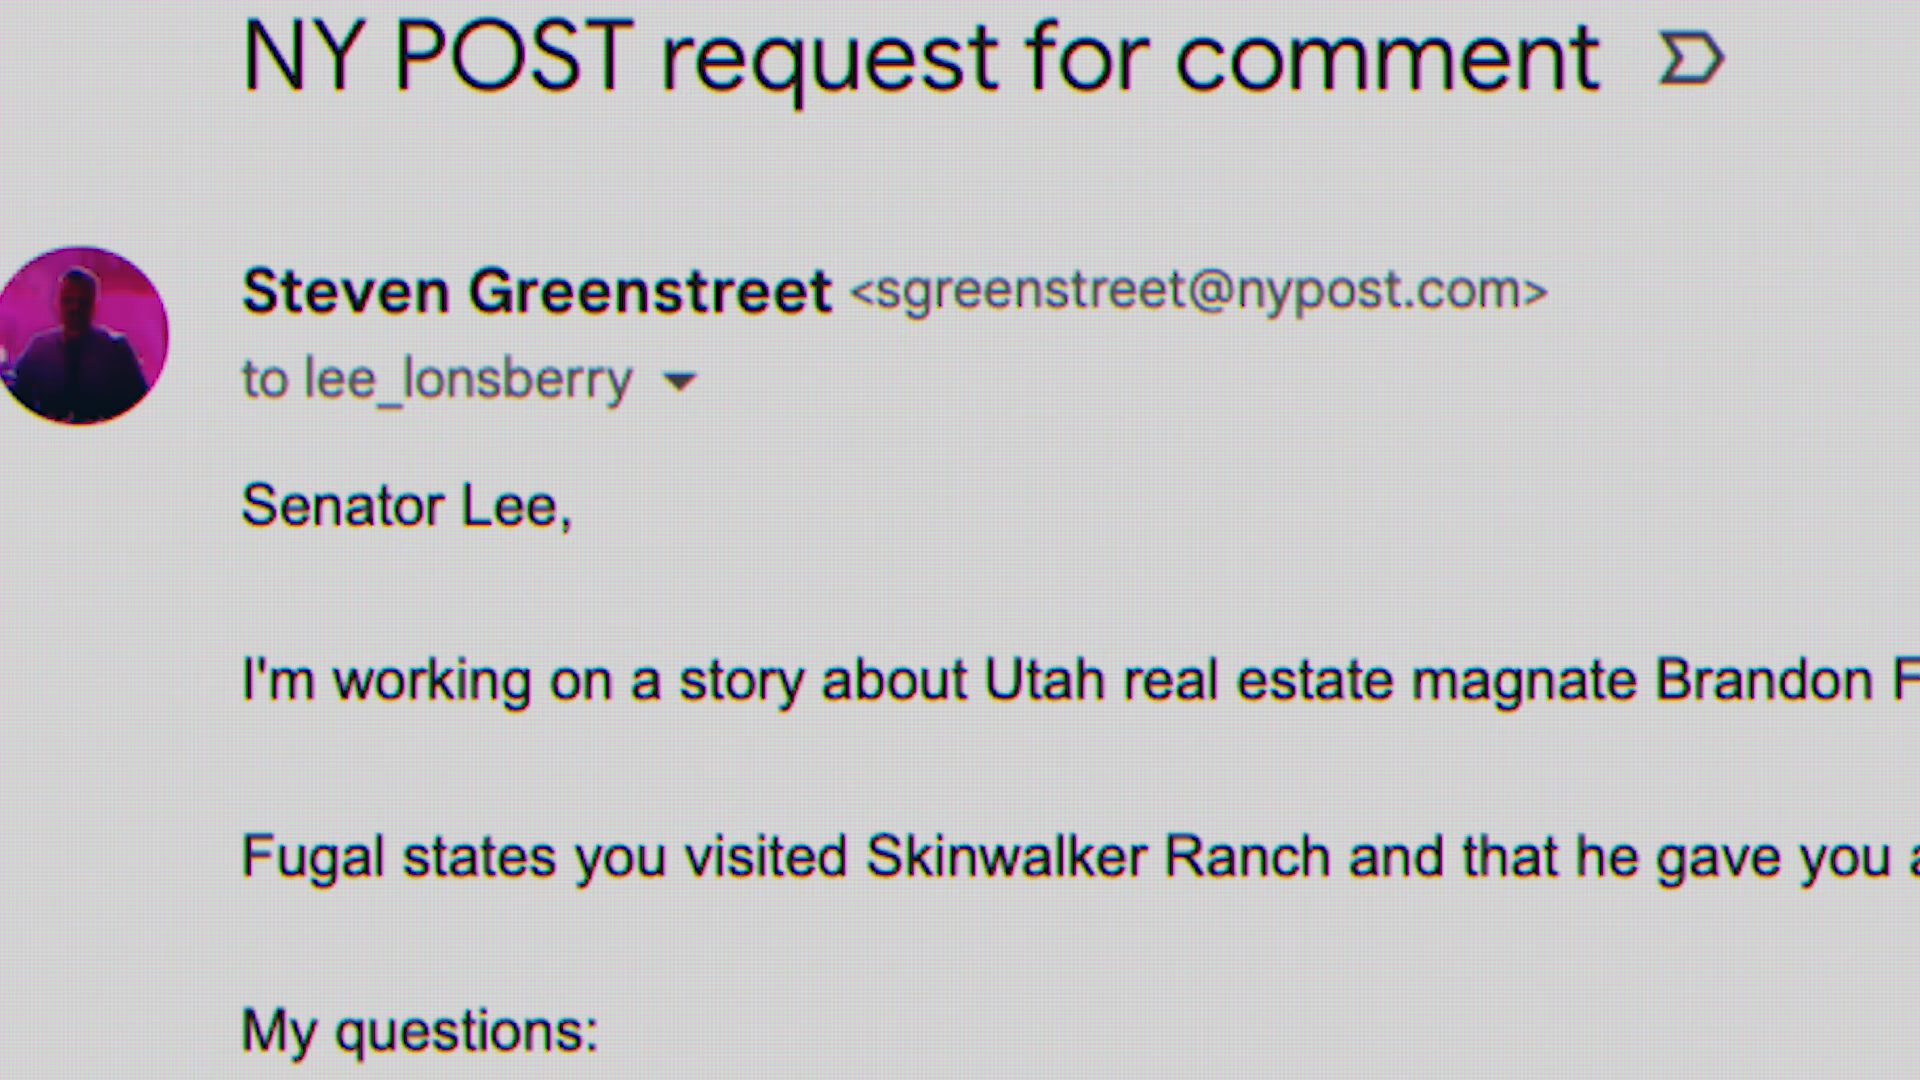 NY POST request for comment
Steven Greenstreet <sgreenstreet@nypost.com>
to lee_lonsberry
Senator Lee,
I'm working on a story about Utah real estate magnate Brandon F
Fugal states you visited Skinwalker Ranch and that he gave you a
My questions: